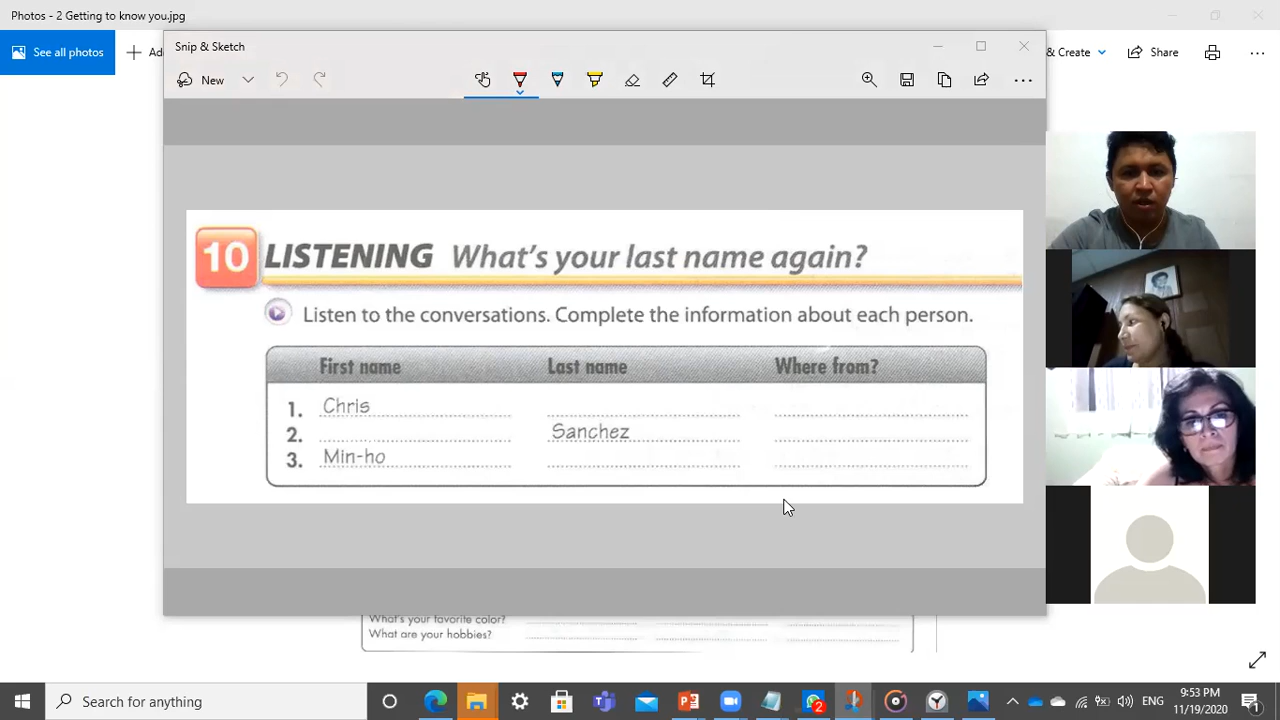 Photos - 2 Getting to know you.jpg
See all photos
Ad
& Create
Share
Snip & Sketch
New
10 LISTENING What's your last name again?
Listen to the conversations. Complete the information about each person.
First name Last name Where from?
1. Chris
2. Sanchez
3. Min-ho
What's your favorite color?
What are your hobbies?
Search for anything
2
ENG
9:53 PM
11/19/2020
1